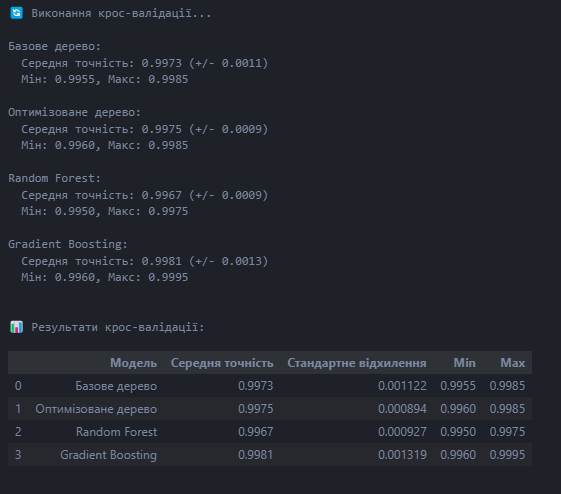 🔄 Виконання крос-валідації...
Базове дерево:
Середня точність: 0.9973 (+/- 0.0011)
Мін: 0.9955, Макс: 0.9985
Оптимізоване дерево:
Середня точність: 0.9975 (+/- 0.0009)
Мін: 0.9960, Макс: 0.9985
Random Forest:
Середня точність: 0.9967 (+/- 0.0009)
Мін: 0.9950, Макс: 0.9975
Gradient Boosting:
Середня точність: 0.9981 (+/- 0.0013)
Мін: 0.9960, Макс: 0.9995
📊 Результати крос-валідації:
Модель Середня точність Стандартне відхилення Min Max
0 Базове дерево 0.9973 0.001122 0.9955 0.9985
1 Оптимізоване дерево 0.9975 0.000894 0.9960 0.9985
2 Random Forest 0.9967 0.000927 0.9950 0.9975
3 Gradient Boosting 0.9981 0.001319 0.9960 0.9995